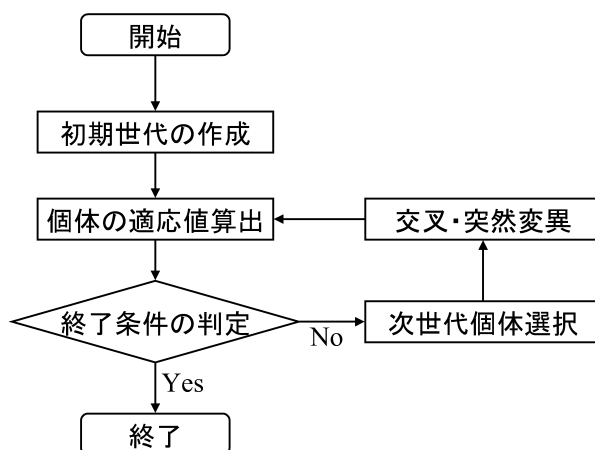 開始
初期世代の作成
個体の適応値算出
交叉・突然変異
終了条件の判定
No
次世代個体選択
Yes
終了